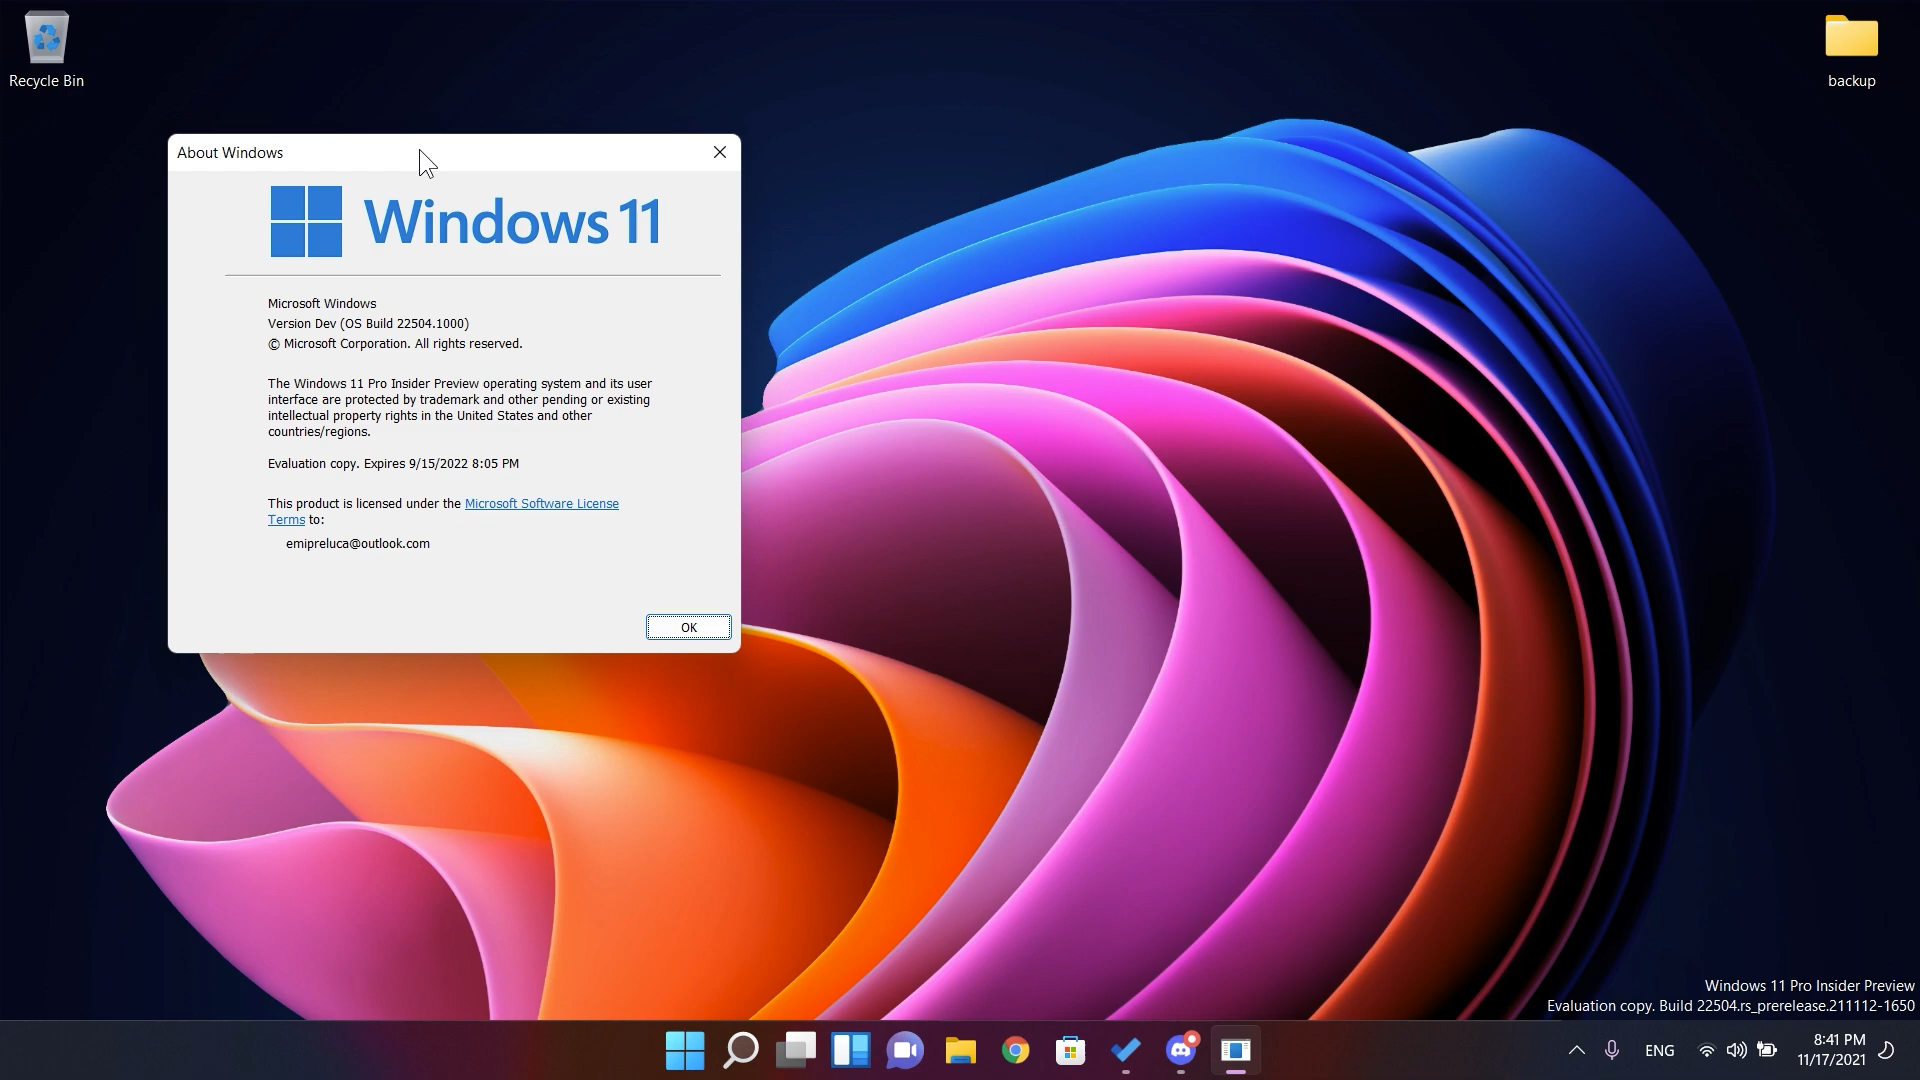 Recycle Bin
backup
About Windows
Windows 11
Microsoft Windows
Version Dev (OS Build 22504.1000)
© Microsoft Corporation. All rights reserved.
The Windows 11 Pro Insider Preview operating system and its user
interface are protected by trademark and other pending or existing
intellectual property rights in the United States and other
countries/regions.
Evaluation copy. Expires 9/15/2022 8:05 PM
This product is licensed under the Microsoft Software License
Terms to:
emipreluca@outlook.com
OK
Windows 11 Pro Insider Preview
Evaluation copy. Build 22504.rs_prerelease.211112-1650
ENG
8:41 PM
11/17/2021